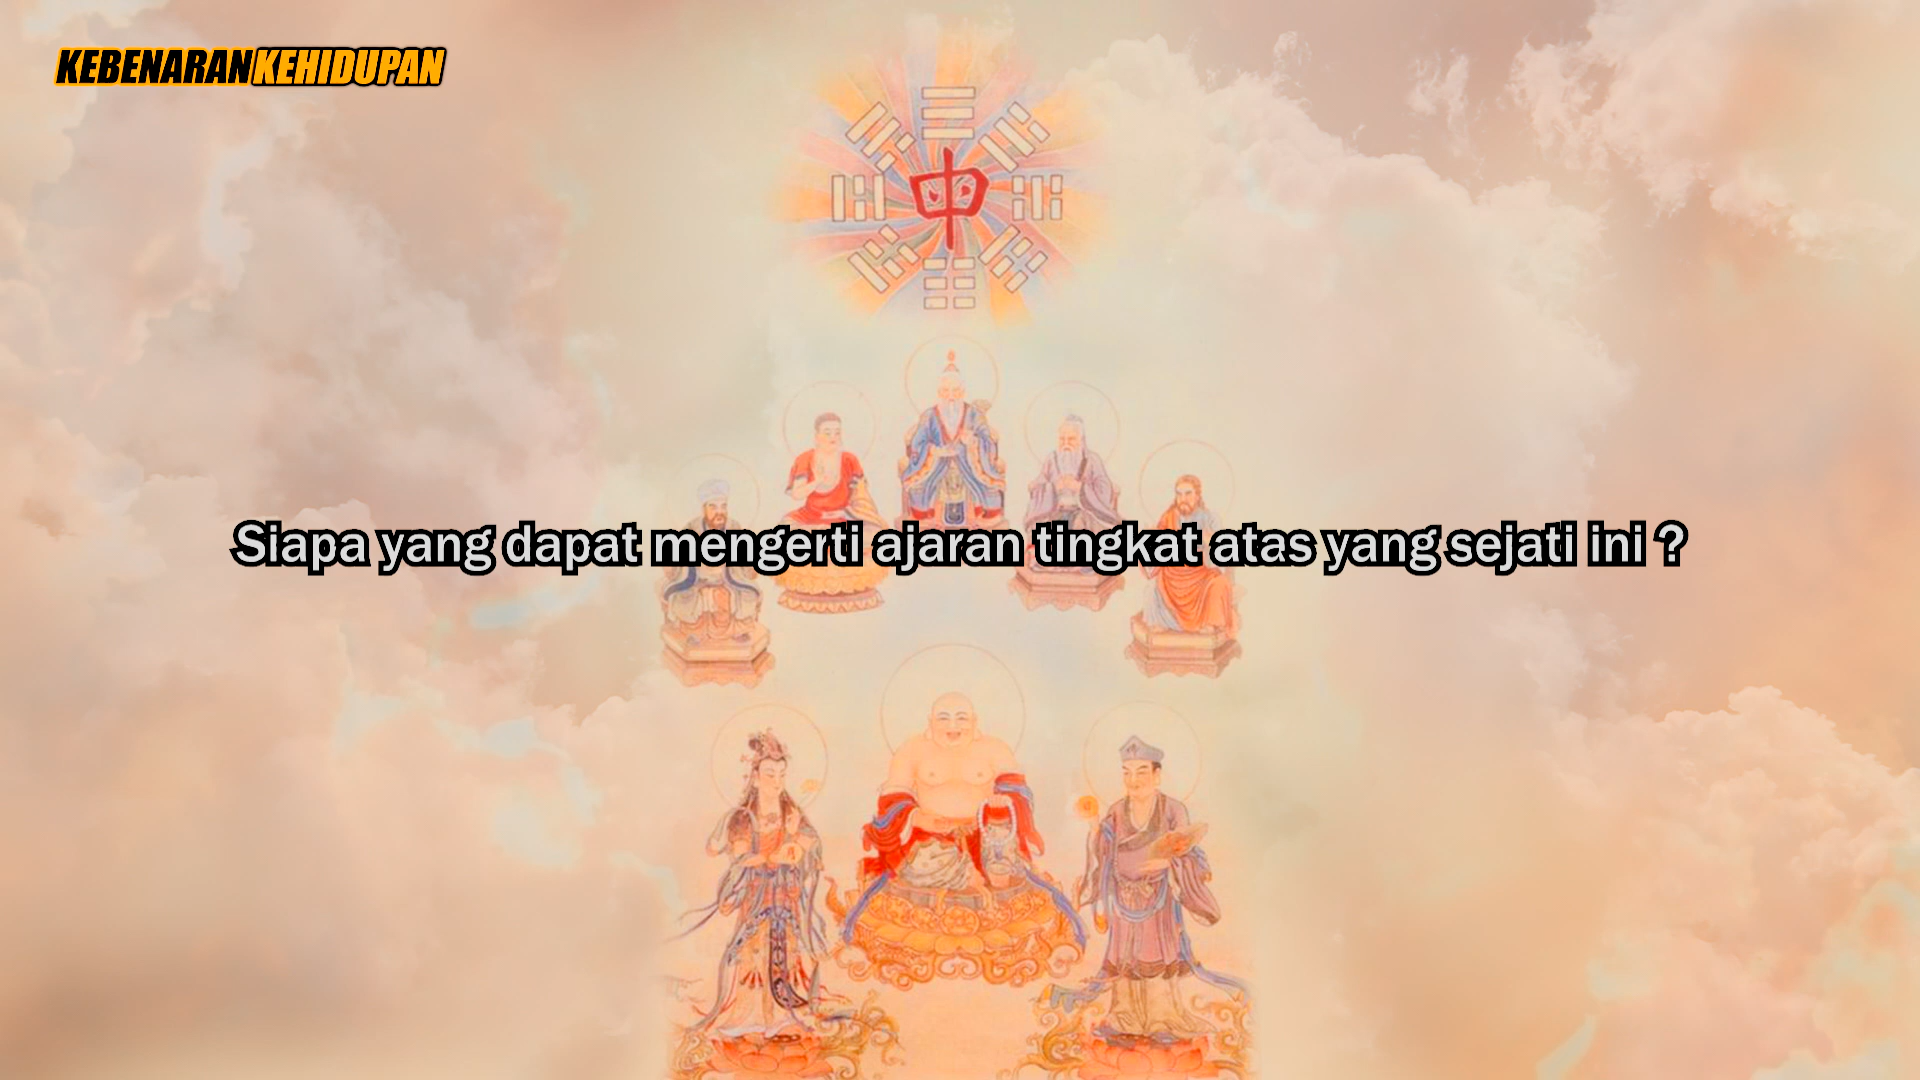 KEBENARANKEHIDUPAN
Siapa yang dapat mengerti ajaran tingkat atas yang sejati ini ?